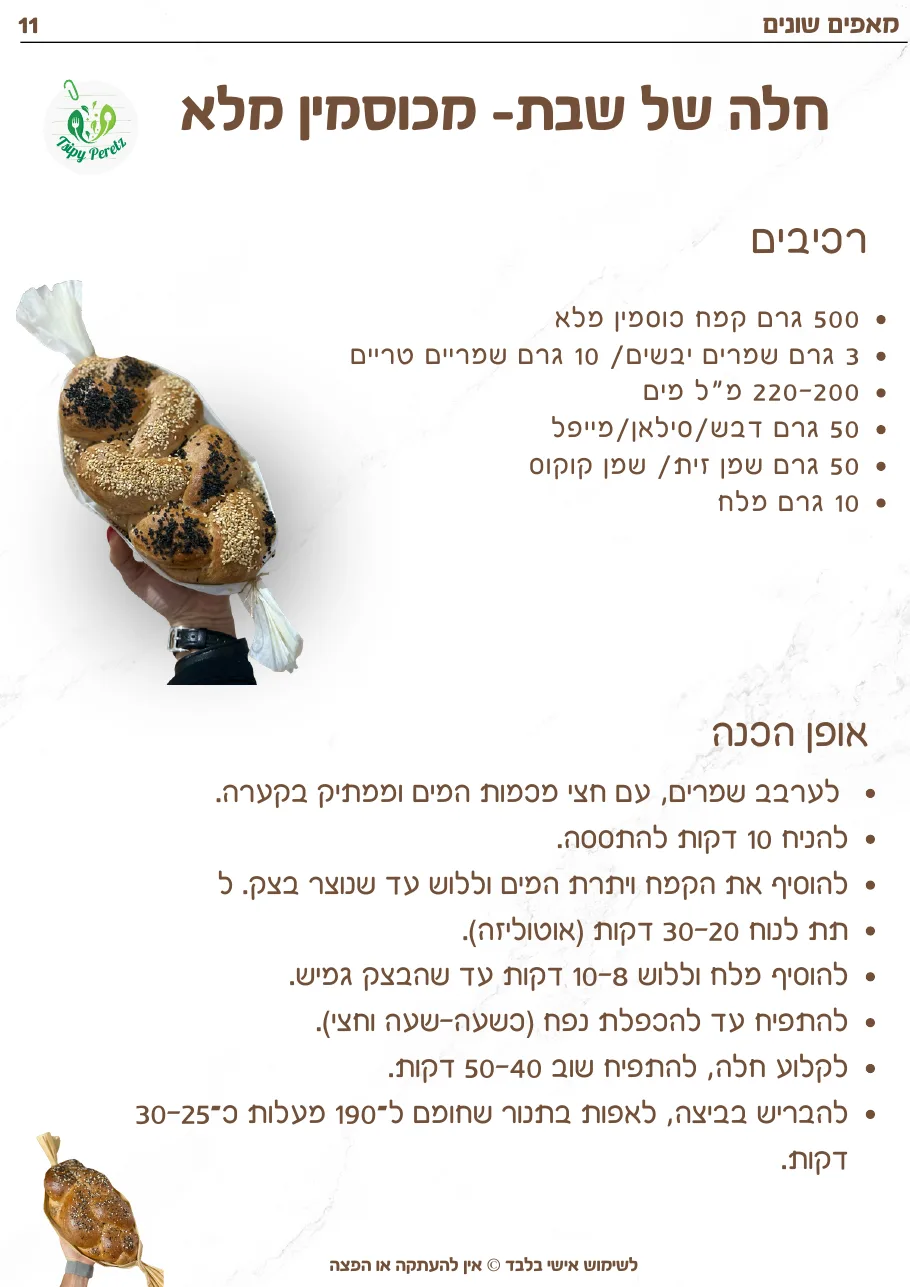 מאפים שונים
11
חלה של שבת- מכוסמין מלא
Tsipy Peretz
רכיבים
500 גרם קמח כוסמין מלא
3 גרם שמרים יבשים/ 10 גרם שמריים טריים
220-200 מ"ל מים
50 גרם דבש/סילאן/מייפל
50 גרם שמן זית/ שמן קוקוס
10 גרם מלח
אופן הכנה
לערבב שמרים, עם חצי מכמות המים וממתיק בקערה.
להניח 10 דקות להתססה.
להוסיף את הקמח ויתרת המים וללוש עד שנוצר בצק. ל
תת לנוח 30-20 דקות (אוטוליזה).
להוסיף מלח וללוש 10-8 דקות עד שהבצק גמיש.
להתפיח עד להכפלת נפח (כשעה-שעה וחצי).
לקלוע חלה, להתפיח שוב 50-40 דקות.
להבריש בביצה, לאפות בתנור שחומם ל־190 מעלות כ־30-25
דקות.
לשימוש אישי בלבד © אין להעתקה או הפצה